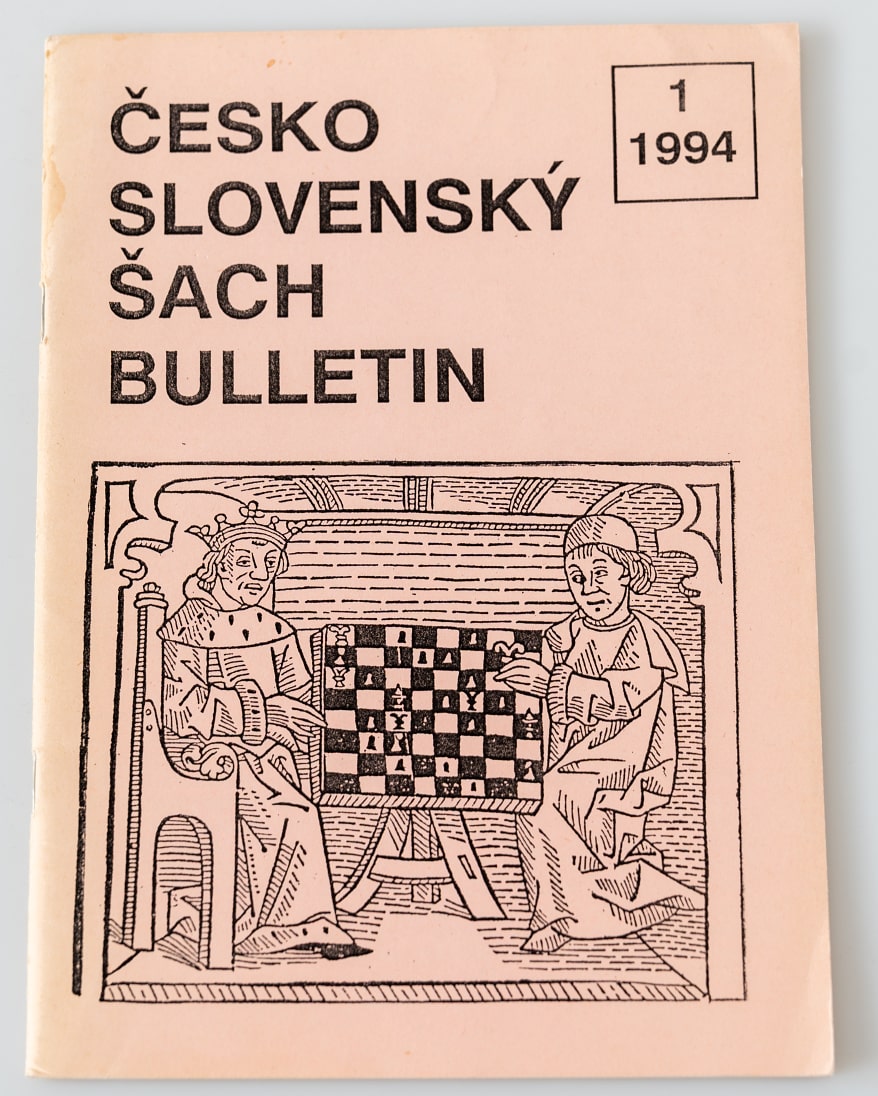 ČESKO
SLOVENSKÝ
ŠACH
BULLETIN
1
1994